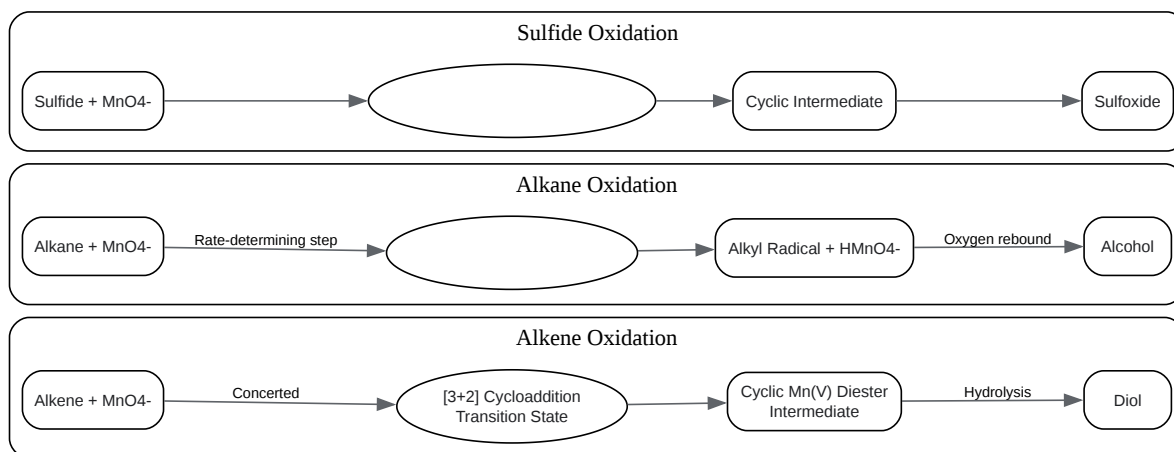 Sulfide Oxidation
Sulfide + MnO4-
Cyclic Intermediate
Sulfoxide
Alkane Oxidation
Alkane + MnO4-
Rate-determining step
Alkyl Radical + HMnO4-
Oxygen rebound
Alcohol
Alkene Oxidation
Alkene + MnO4-
Concerted
[3+2] Cycloaddition
Transition State
Cyclic Mn(V) Diester
Intermediate
Hydrolysis
Diol